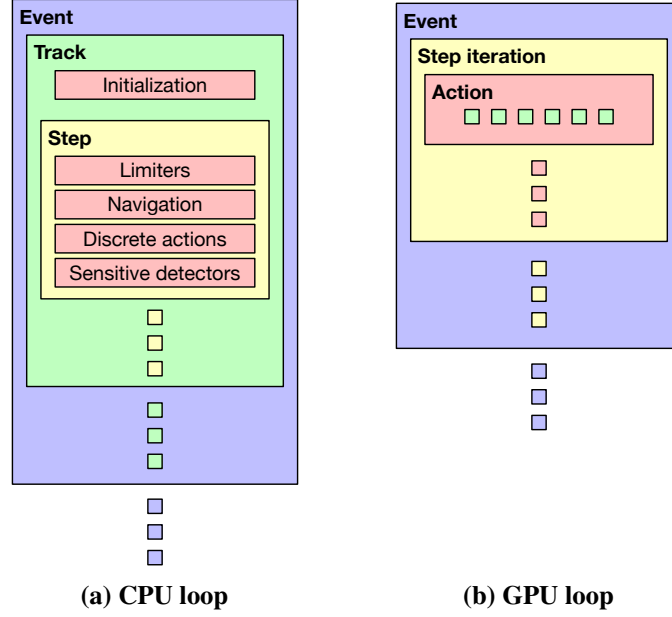 Event
Track
Initialization
Step
Limiters
Navigation
Discrete actions
Sensitive detectors
(a) CPU loop
Event
Step iteration
Action
(b) GPU loop